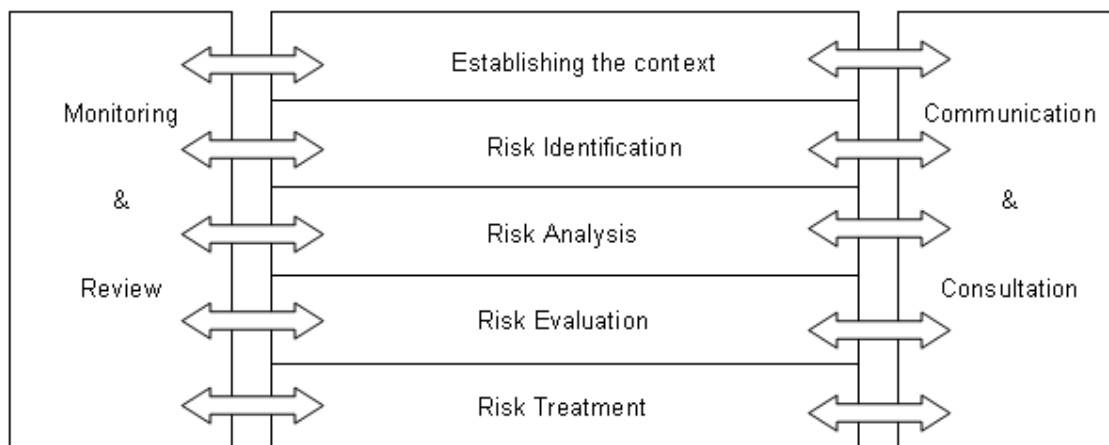 Monitoring
&
Review
Establishing the context
Risk Identification
Risk Analysis
Risk Evaluation
Risk Treatment
Communication
&
Consultation